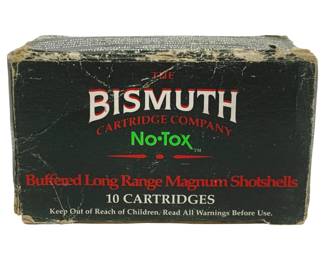 THE
BISMUTH
CARTRIDGE COMPANY
No•Tox™
Buffered Long Range Magnum Shotshells
10 CARTRIDGES
Keep Out of Reach of Children. Read All Warnings Before Use.